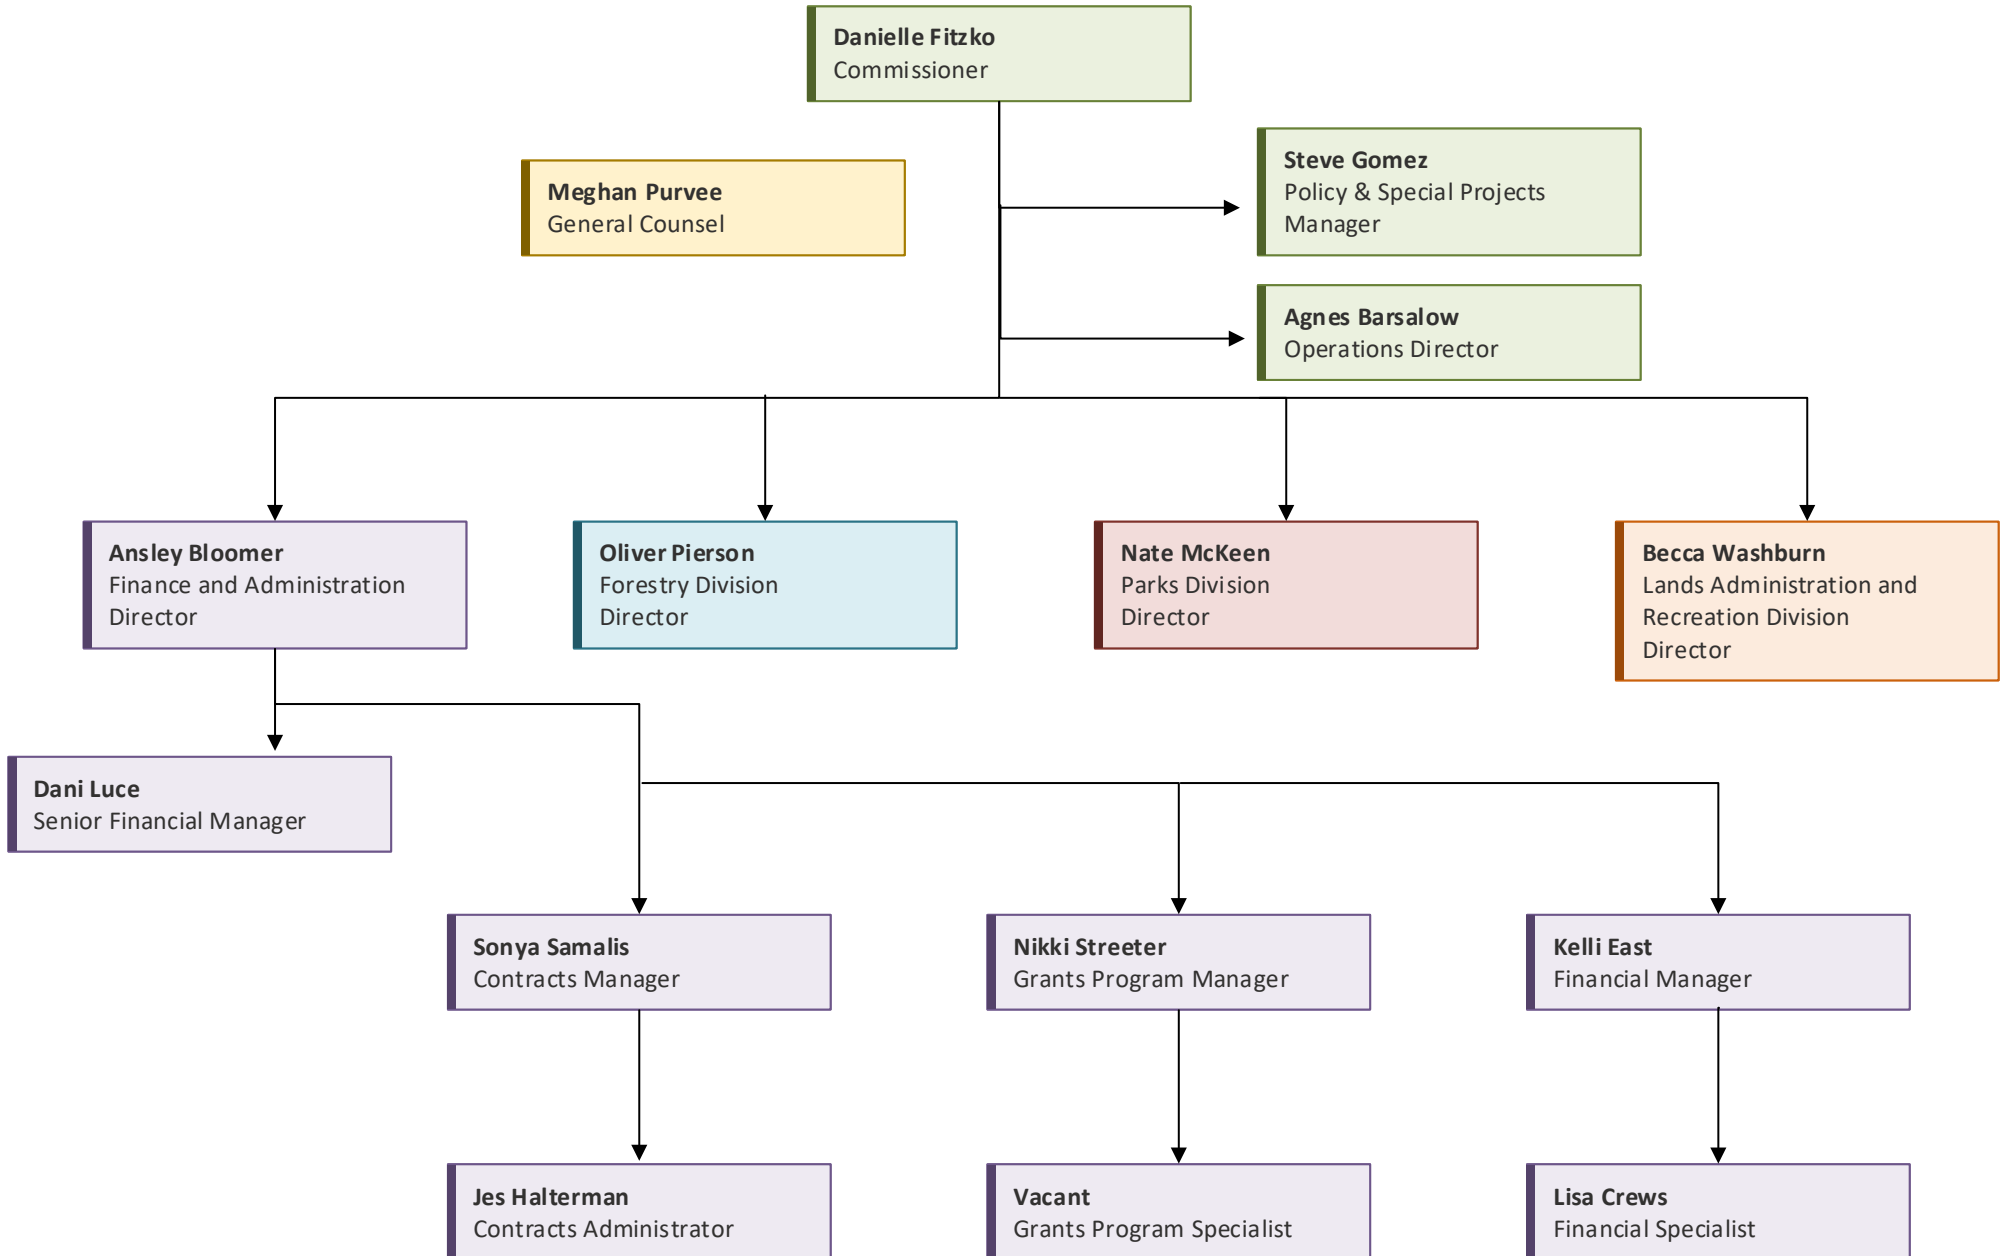 Danielle Fitzko
Commissioner
Meghan Purvee
General Counsel
Steve Gomez
Policy & Special Projects
Manager
Agnes Barsalow
Operations Director
Ansley Bloomer
Finance and Administration
Director
Oliver Pierson
Forestry Division
Director
Nate McKeen
Parks Division
Director
Becca Washburn
Lands Administration and
Recreation Division
Director
Dani Luce
Senior Financial Manager
Sonya Samalis
Contracts Manager
Nikki Streeter
Grants Program Manager
Kelli East
Financial Manager
Jes Halterman
Contracts Administrator
Vacant
Grants Program Specialist
Lisa Crews
Financial Specialist